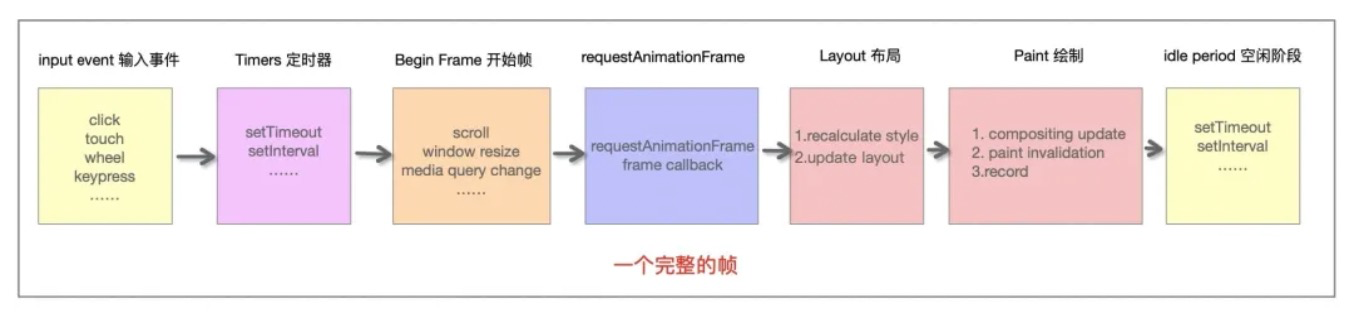 input event 输入事件
click
touch
wheel
keypress
......
Timers 定时器
setTimeout
setInterval
......
Begin Frame 开始帧
scroll
window resize
media query change
......
requestAnimationFrame
requestAnimationFrame
frame callback
Layout 布局
1.recalculate style
2.update layout
Paint 绘制
1. compositing update
2. paint invalidation
3.record
idle period 空闲阶段
setTimeout
setInterval
......
一个完整的帧